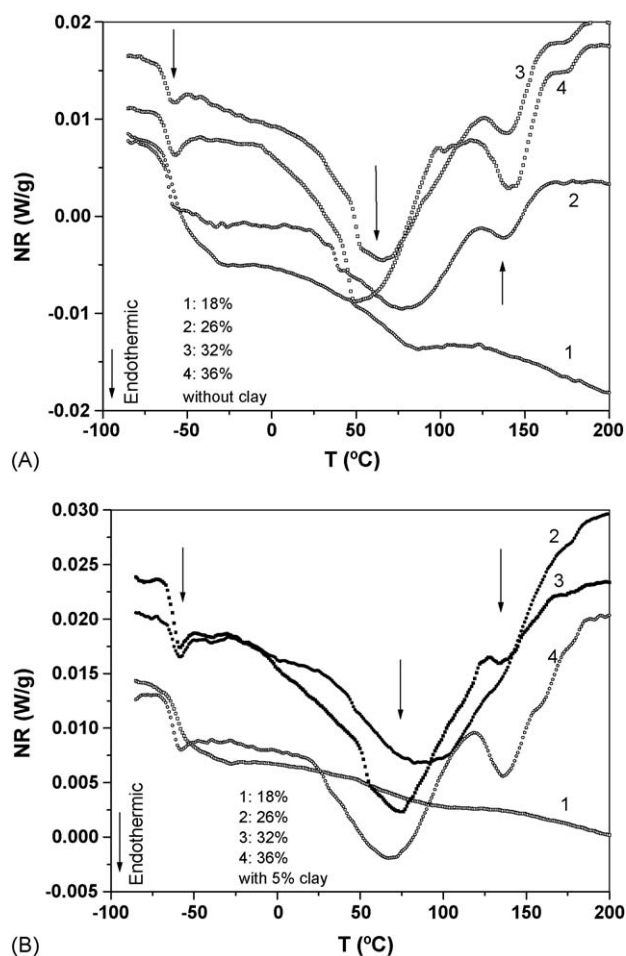 0.02
0.01
0.00
-0.01
-0.02
NR (W/g)
3
4
2
1
Endothermic
1: 18%
2: 26%
3: 32%
4: 36%
without clay
-100 -50 0 50 100 150 200
T (ºC)
(A)
0.030
0.025
0.020
0.015
0.010
0.005
0.000
-0.005
NR (W/g)
2
3
4
1
Endothermic
1: 18%
2: 26%
3: 32%
4: 36%
with 5% clay
-100 -50 0 50 100 150 200
T (ºC)
(B)